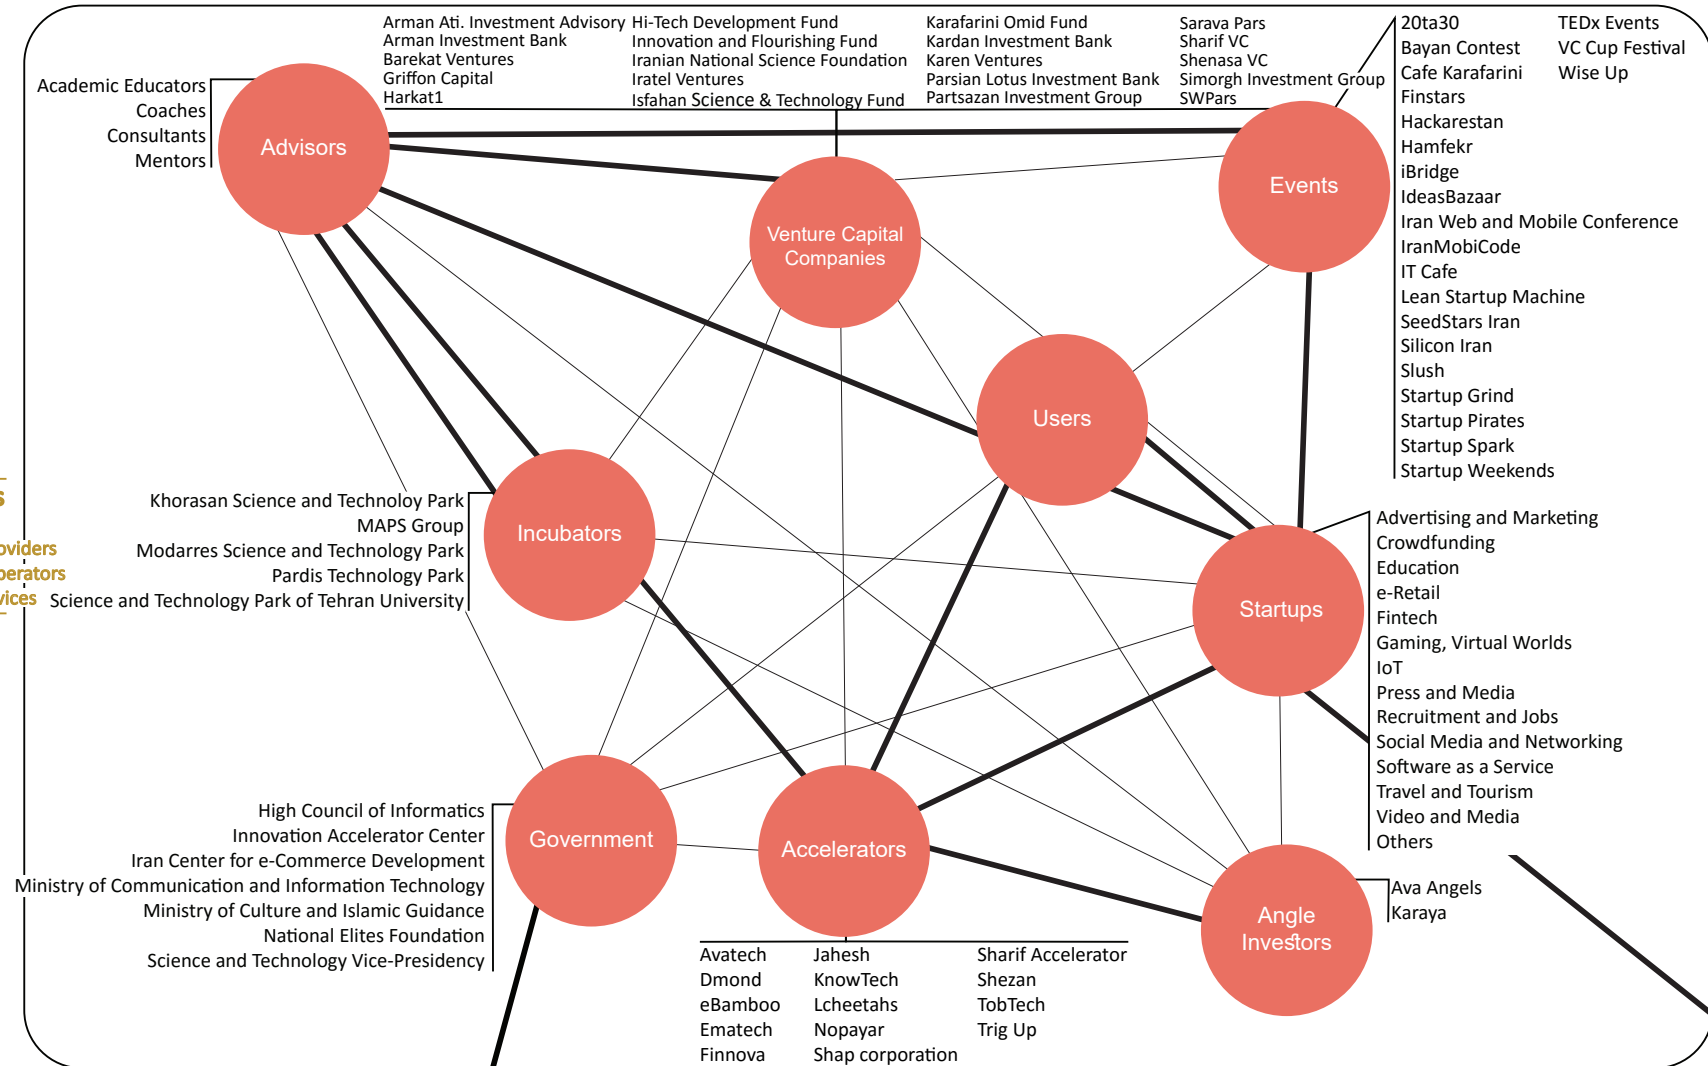 Arman Ati. Investment Advisory
Arman Investment Bank
Barekat Ventures
Griffon Capital
Harkat1
Hi-Tech Development Fund
Innovation and Flourishing Fund
Iranian National Science Foundation
Iratel Ventures
Isfahan Science & Technology Fund
Karafarini Omid Fund
Kardan Investment Bank
Karen Ventures
Parsian Lotus Investment Bank
Partsazan Investment Group
Sarava Pars
Sharif VC
Shenasa VC
Simorgh Investment Group
SWPars
20ta30
Bayan Contest
Cafe Karafarini
Finstars
Hackarestan
Hamfekr
iBridge
IdeasBazaar
Iran Web and Mobile Conference
IranMobiCode
IT Cafe
Lean Startup Machine
SeedStars Iran
Silicon Iran
Slush
Startup Grind
Startup Pirates
Startup Spark
Startup Weekends
TEDx Events
VC Cup Festival
Wise Up
Academic Educators
Coaches
Consultants
Mentors
Advisors
Venture Capital
Companies
Events
Users
Khorasan Science and Technoloy Park
MAPS Group
Modarres Science and Technology Park
Pardis Technology Park
Science and Technology Park of Tehran University
Incubators
Startups
Advertising and Marketing
Crowdfunding
Education
e-Retail
Fintech
Gaming, Virtual Worlds
IoT
Press and Media
Recruitment and Jobs
Social Media and Networking
Software as a Service
Travel and Tourism
Video and Media
Others
High Council of Informatics
Innovation Accelerator Center
Iran Center for e-Commerce Development
Ministry of Communication and Information Technology
Ministry of Culture and Islamic Guidance
National Elites Foundation
Science and Technology Vice-Presidency
Government
Accelerators
Angle
Investors
Ava Angels
Karaya
Avatech
Dmond
eBamboo
Ematech
Finnova
Jahesh
KnowTech
Lcheetahs
Nopayar
Shap corporation
Sharif Accelerator
Shezan
TobTech
Trig Up